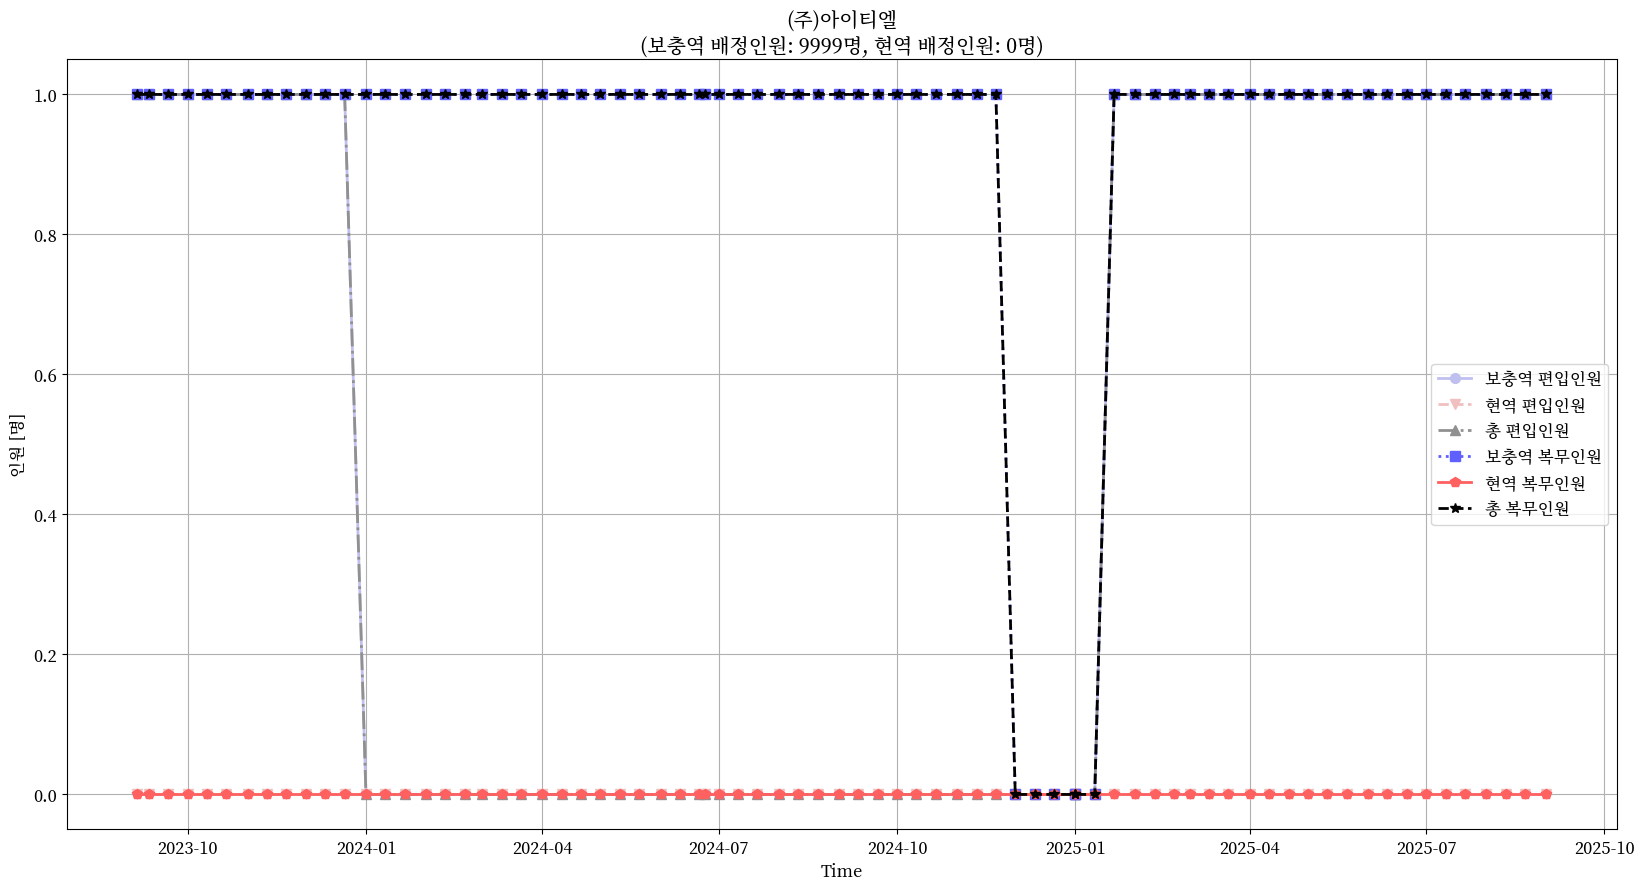 (주)아이티엘
(보충역 배정인원: 9999명, 현역 배정인원: 0명)
1.0
0.8
0.6
0.4
0.2
0.0
인원 [명]
보충역 편입인원
현역 편입인원
총 편입인원
보충역 복무인원
현역 복무인원
총 복무인원
2023-10
2024-01
2024-04
2024-07
2024-10
2025-01
2025-04
2025-07
2025-10
Time